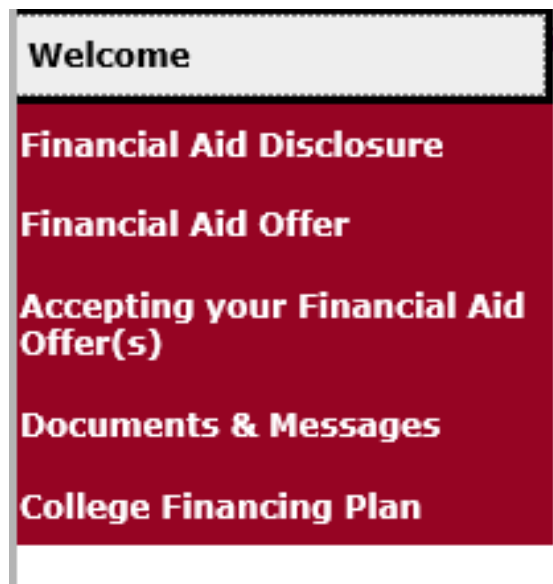 Welcome
Financial Aid Disclosure
Financial Aid Offer
Accepting your Financial Aid
Offer(s)
Documents & Messages
College Financing Plan